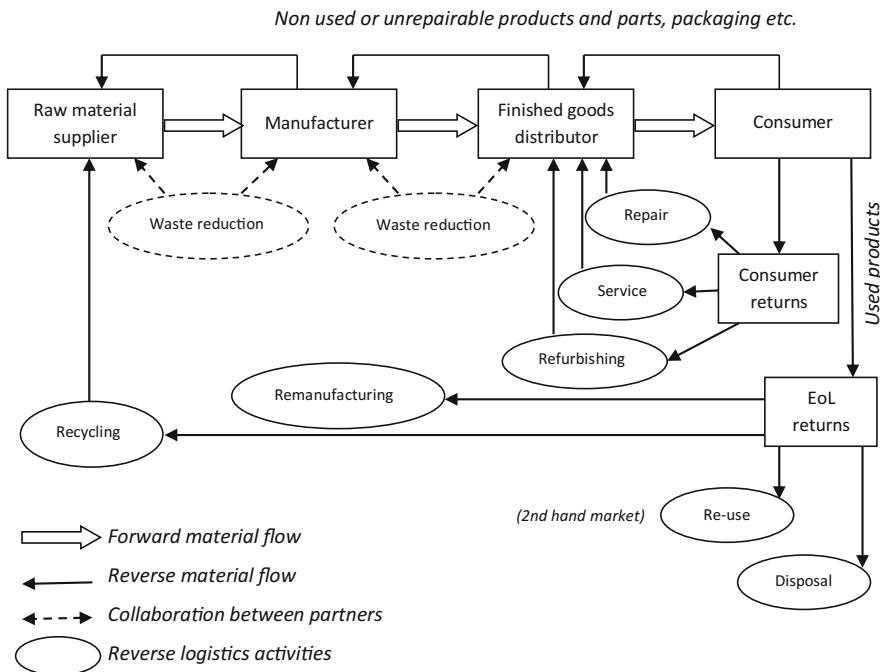 Non used or unrepairable products and parts, packaging etc.
Raw material
supplier
Manufacturer
Finished goods
distributor
Consumer
Waste reduction
Waste reduction
Repair
Used products
Consumer
returns
Service
Refurbishing
Remanufacturing
EoL
returns
Recycling
(2nd hand market)
Re-use
Disposal
Forward material flow
Reverse material flow
Collaboration between partners
Reverse logistics activities